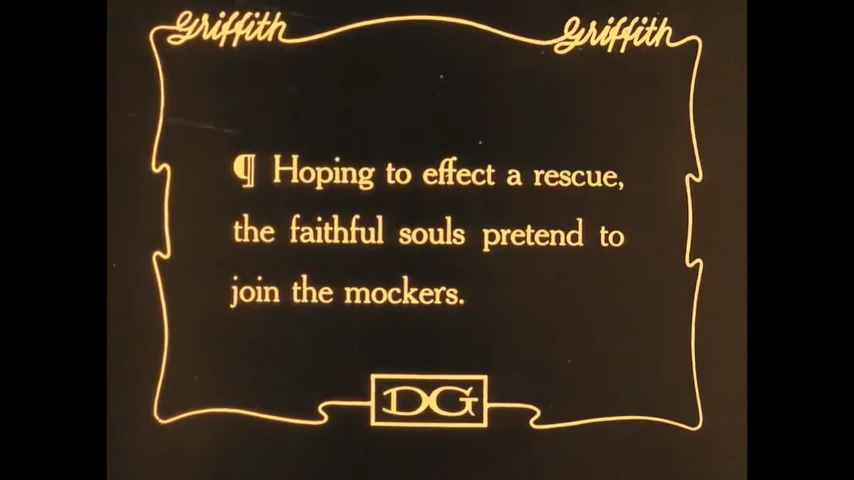 Griffith Griffith
¶ Hoping to effect a rescue,
the faithful souls pretend to
join the mockers.
DG